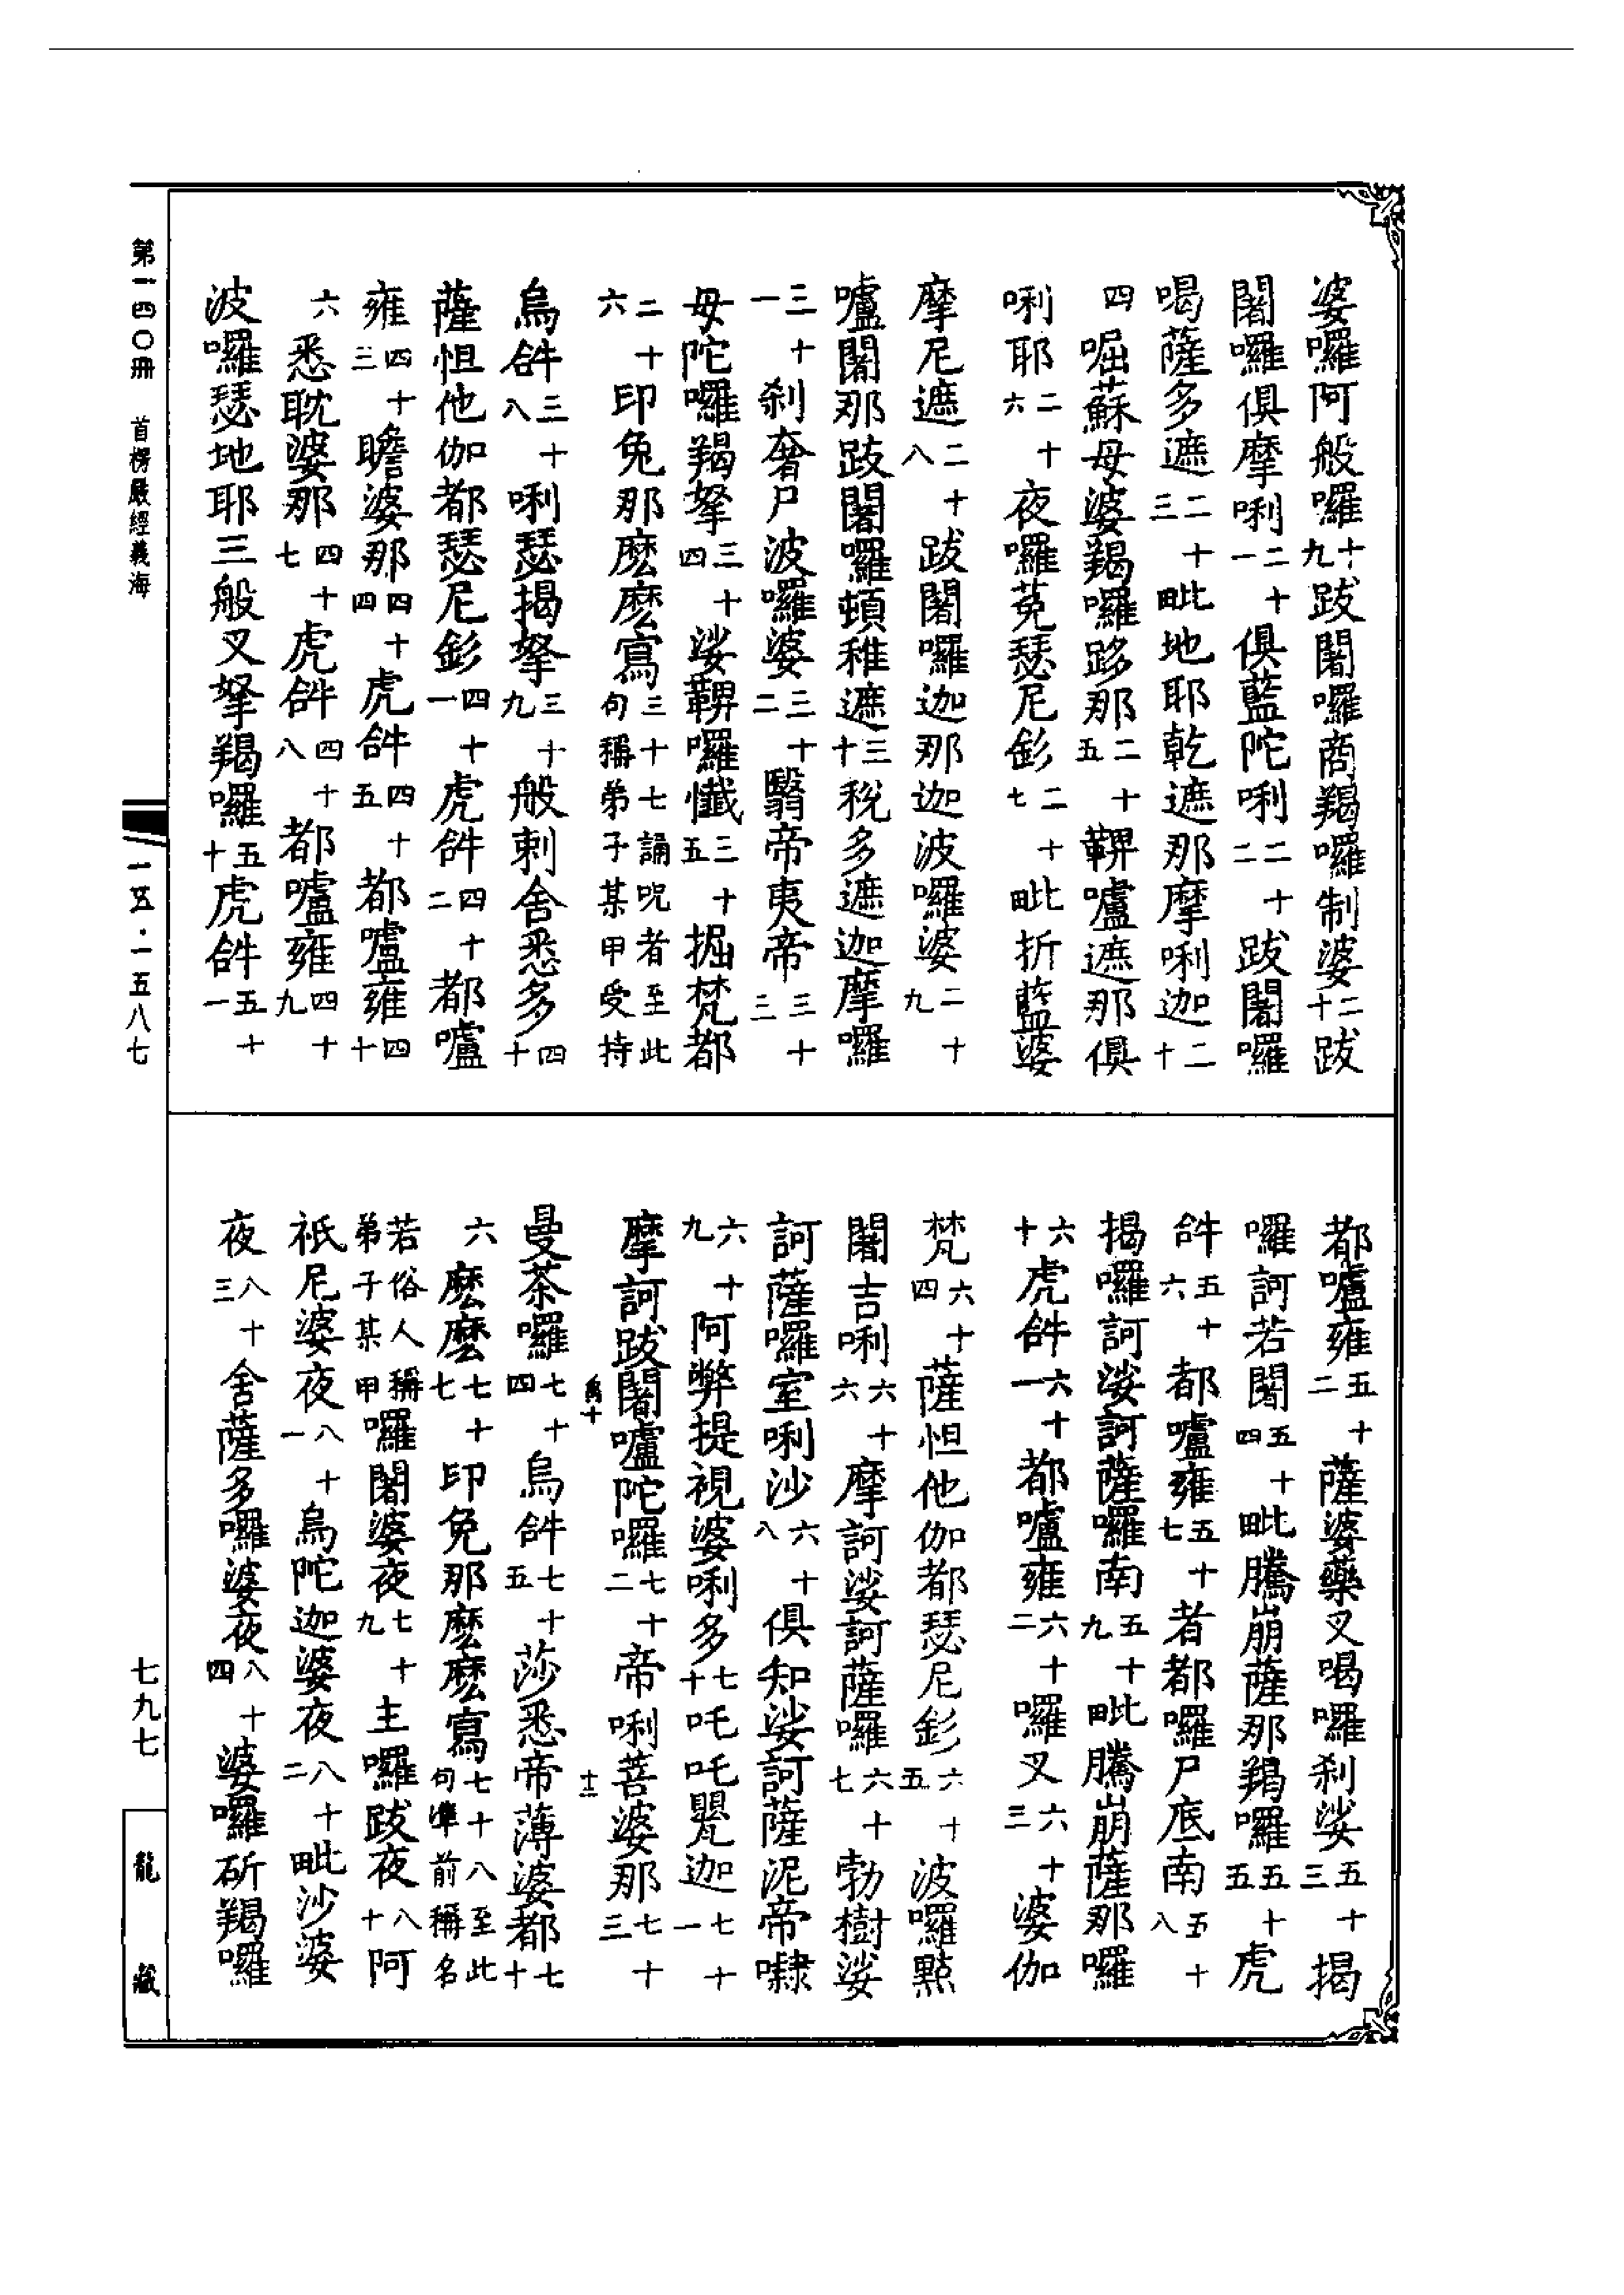 婆囉阿般囉十九跋闍囉商羯囉制婆二十跋
闍囉俱摩唎二十一俱藍陀唎二十二跋闍囉
喝薩多遮二十三毗地耶乾遮那摩唎迦二十
四啒蘇母婆羯囉跢那二十五鞞嚧遮那俱
唎耶二十六夜囉菟瑟尼釤二十七毗折藍婆
摩尼遮二十八跋闍囉迦那迦波囉婆二十九
嚧闍那跋闍囉頓稚遮三十稅多遮迦摩囉
三十一剎奢尸波囉婆三十二翳帝夷帝三十三
毋陀囉羯拏三十四娑鞞囉懺三十五掘梵都
二十六印兔那麽麽寫三十七誦咒者至此句稱弟子某甲受持
烏𤙖三十八唎瑟揭拏三十九般剌舍悉多四十
薩怛他伽都瑟尼釤四十一虎𤙖四十二都嚧
雍四十三瞻婆那四十四虎𤙖四十五都嚧雍四十
六悉耽婆那四十七虎𤙖四十八都嚧雍四十九
波囉瑟地耶三般叉拏羯囉五十虎𤙖五十一
都嚧雍五十二薩婆藥叉喝囉剎娑五十三揭
囉訶若闍五十四毗騰崩薩那羯囉五十五虎
𤙖五十六都嚧雍五十七者都囉尸底南五十八
揭囉訶娑訶薩囉南五十九毗騰崩薩那囉
六十虎𤙖六十一都嚧雍六十二囉叉六十三婆伽
梵六十四薩怛他伽都瑟尼釤六十五波囉點
闍吉唎六十六摩訶娑訶薩囉六十七勃樹娑
訶薩囉室唎沙六十八俱知娑訶薩泥帝㘑
六十九阿弊提視婆唎多七十吒吒甖迦七十一
摩訶跋闍嚧陀囉七十二帝唎菩婆那七十三
曼茶囉七十四烏𤙖七十五莎悉帝薄婆都七十
六麽麽七十七印免那麽麽寫七十八至此句準前稱名
若俗人稱弟子某甲囉闍婆夜七十九主囉跋夜八十阿
祇尼婆夜八十一烏陀迦婆夜八十二毗沙婆
夜八十三舍薩多囉婆夜八十四婆囉斫羯囉
第一四〇冊 首楞嚴經義海
一五·一五八七
七九七
龍藏